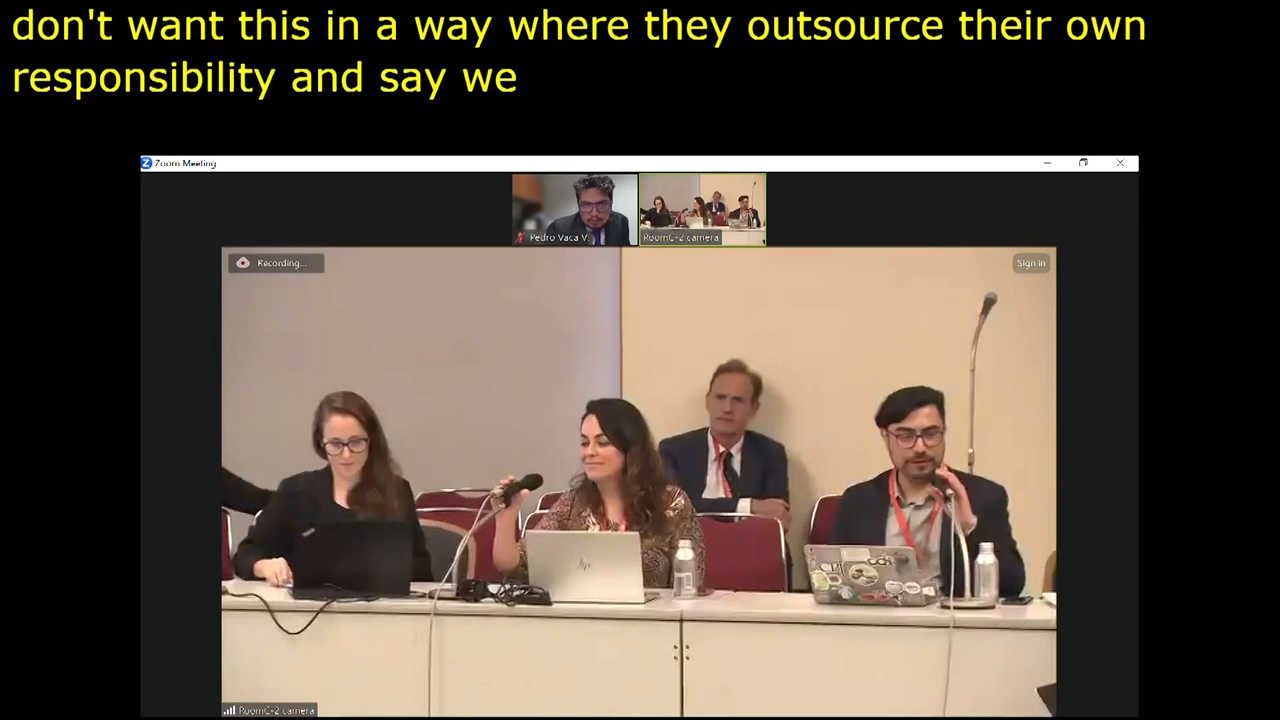 don't want this in a way where they outsource their own
responsibility and say we
Zoom Meeting
Pedro Vaca V.
RoomC-2 camera
Recording...
Sign in
hp
RoomC-2 camera